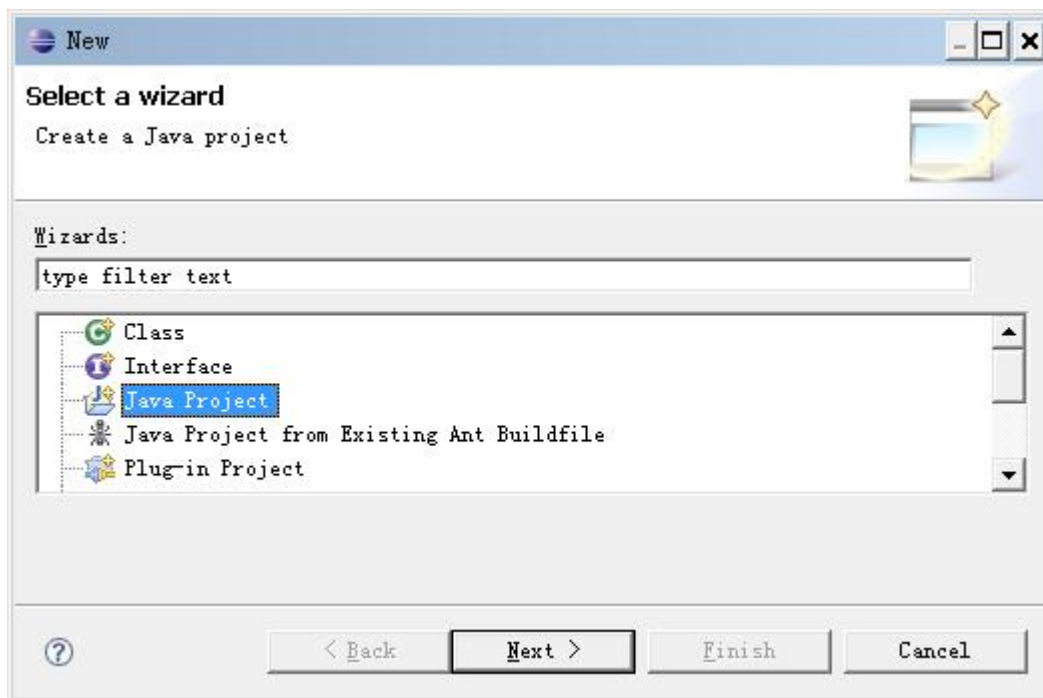 New
Select a wizard
Create a Java project
Wizards:
type filter text
Class
Interface
Java Project
Java Project from Existing Ant Buildfile
Plug-in Project
< Back Next > Finish Cancel